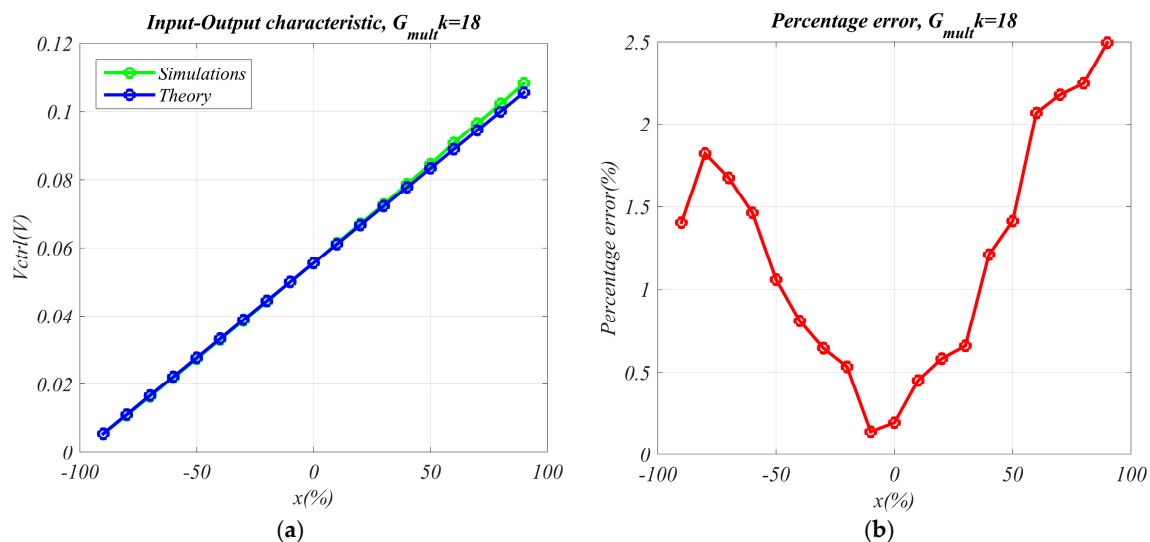 Input-Output characteristic, G_mult k=18
0.12
0.1
0.08
0.06
0.04
0.02
0
Vctrl(V)
Simulations
Theory
-100
-50
0
50
100
x(%)
(a)
Percentage error, G_mult k=18
2.5
2
1.5
1
0.5
0
Percentage error(%)
-100
-50
0
50
100
x(%)
(b)